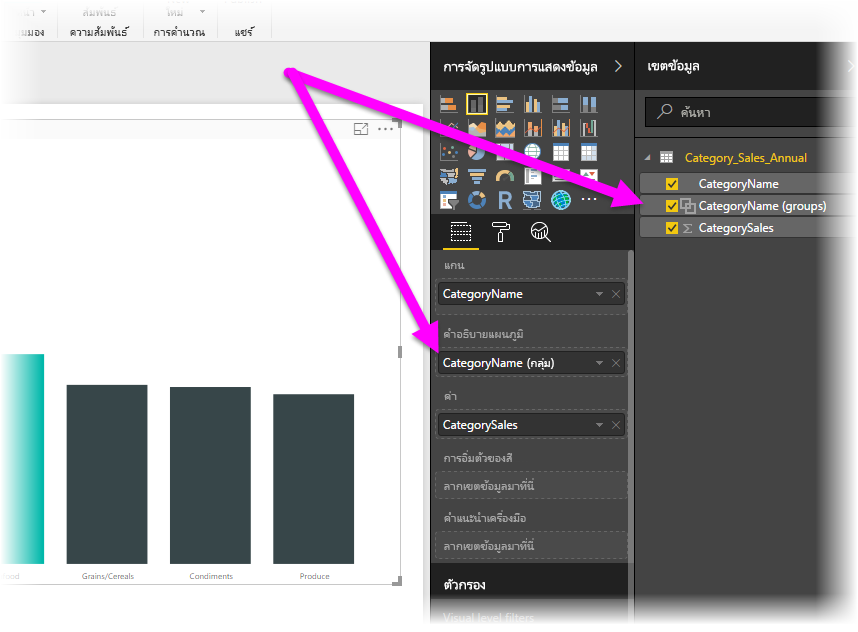 ความสัมพันธ์
ใหม่
การคำนวณ
แชร์
การจัดรูปแบบการแสดงข้อมูล
เขตข้อมูล
ค้นหา
Category_Sales_Annual
CategoryName
CategoryName (groups)
CategorySales
R
แกน
CategoryName
คำอธิบายแผนภูมิ
CategoryName (กลุ่ม)
ค่า
CategorySales
การอิ่มตัวของสี
ลากเขตข้อมูลมาที่นี่
คำแนะนำเครื่องมือ
ลากเขตข้อมูลมาที่นี่
ตัวกรอง
Visual level filters
Grains/Cereals
Condiments
Produce